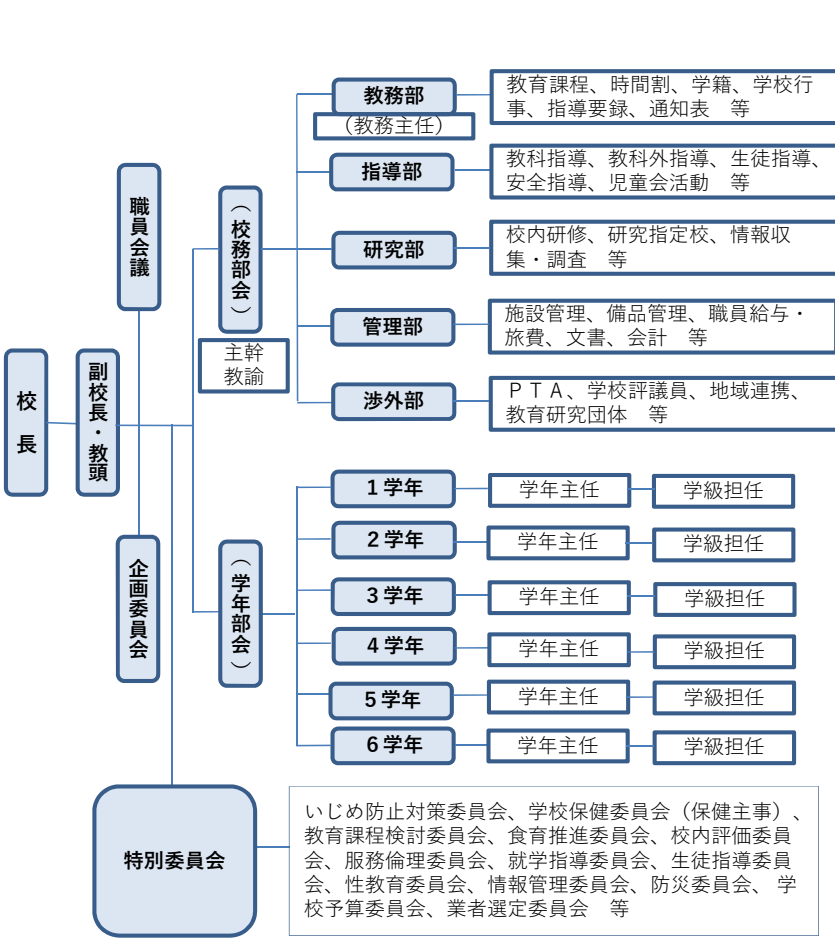 校長
副校長・教頭
職員会議
企画委員会
（校務部会）
主幹
教諭
教務部
（教務主任）
教育課程、時間割、学籍、学校行
事、指導要録、通知表　等
指導部
教科指導、教科外指導、生徒指導、
安全指導、児童会活動　等
研究部
校内研修、研究指定校、情報収
集・調査　等
管理部
施設管理、備品管理、職員給与・
旅費、文書、会計　等
渉外部
ＰＴＡ、学校評議員、地域連携、
教育研究団体　等
（学年部会）
1学年
学年主任
学級担任
2学年
学年主任
学級担任
3学年
学年主任
学級担任
4学年
学年主任
学級担任
5学年
学年主任
学級担任
6学年
学年主任
学級担任
特別委員会
いじめ防止対策委員会、学校保健委員会（保健主事）、
教育課程検討委員会、食育推進委員会、校内評価委員
会、服務倫理委員会、就学指導委員会、生徒指導委員
会、性教育委員会、情報管理委員会、防災委員会、 学
校予算委員会、業者選定委員会　等